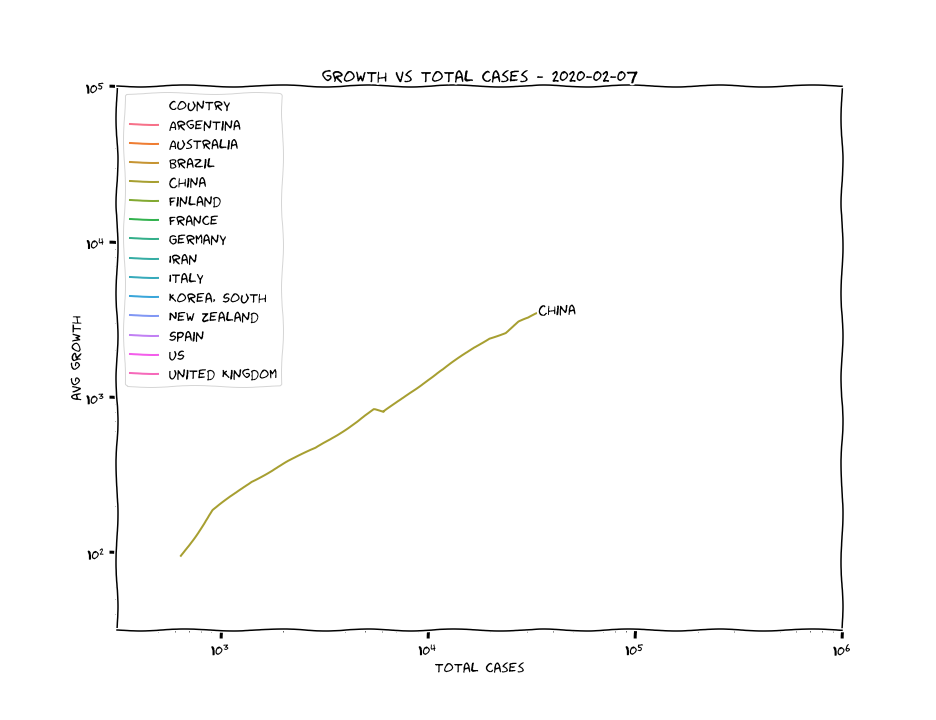 GROWTH VS TOTAL CASES - 2020-02-07
10⁵
COUNTRY
ARGENTINA
AUSTRALIA
BRAZIL
CHINA
FINLAND
FRANCE
GERMANY
IRAN
ITALY
KOREA, SOUTH
NEW ZEALAND
SPAIN
US
UNITED KINGDOM
10⁴
CHINA
AVG GROWTH
10³
10²
10³ 10⁴ 10⁵ 10⁶
TOTAL CASES